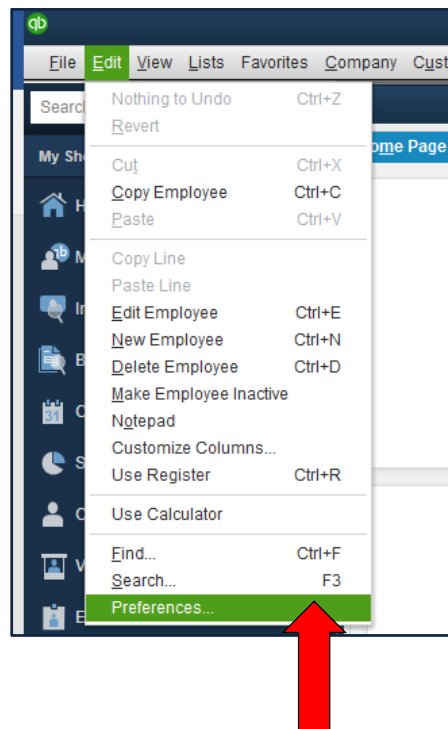 qb
File Edit View Lists Favorites Company Cust
Searc
Nothing to Undo Ctrl+Z
Revert
My Sh
ome Page
Cut Ctrl+X
Copy Employee Ctrl+C
Paste Ctrl+V
Copy Line
Paste Line
Edit Employee Ctrl+E
New Employee Ctrl+N
Delete Employee Ctrl+D
Make Employee Inactive
Notepad
31
Customize Columns...
Use Register Ctrl+R
Use Calculator
Find... Ctrl+F
Search... F3
Preferences...